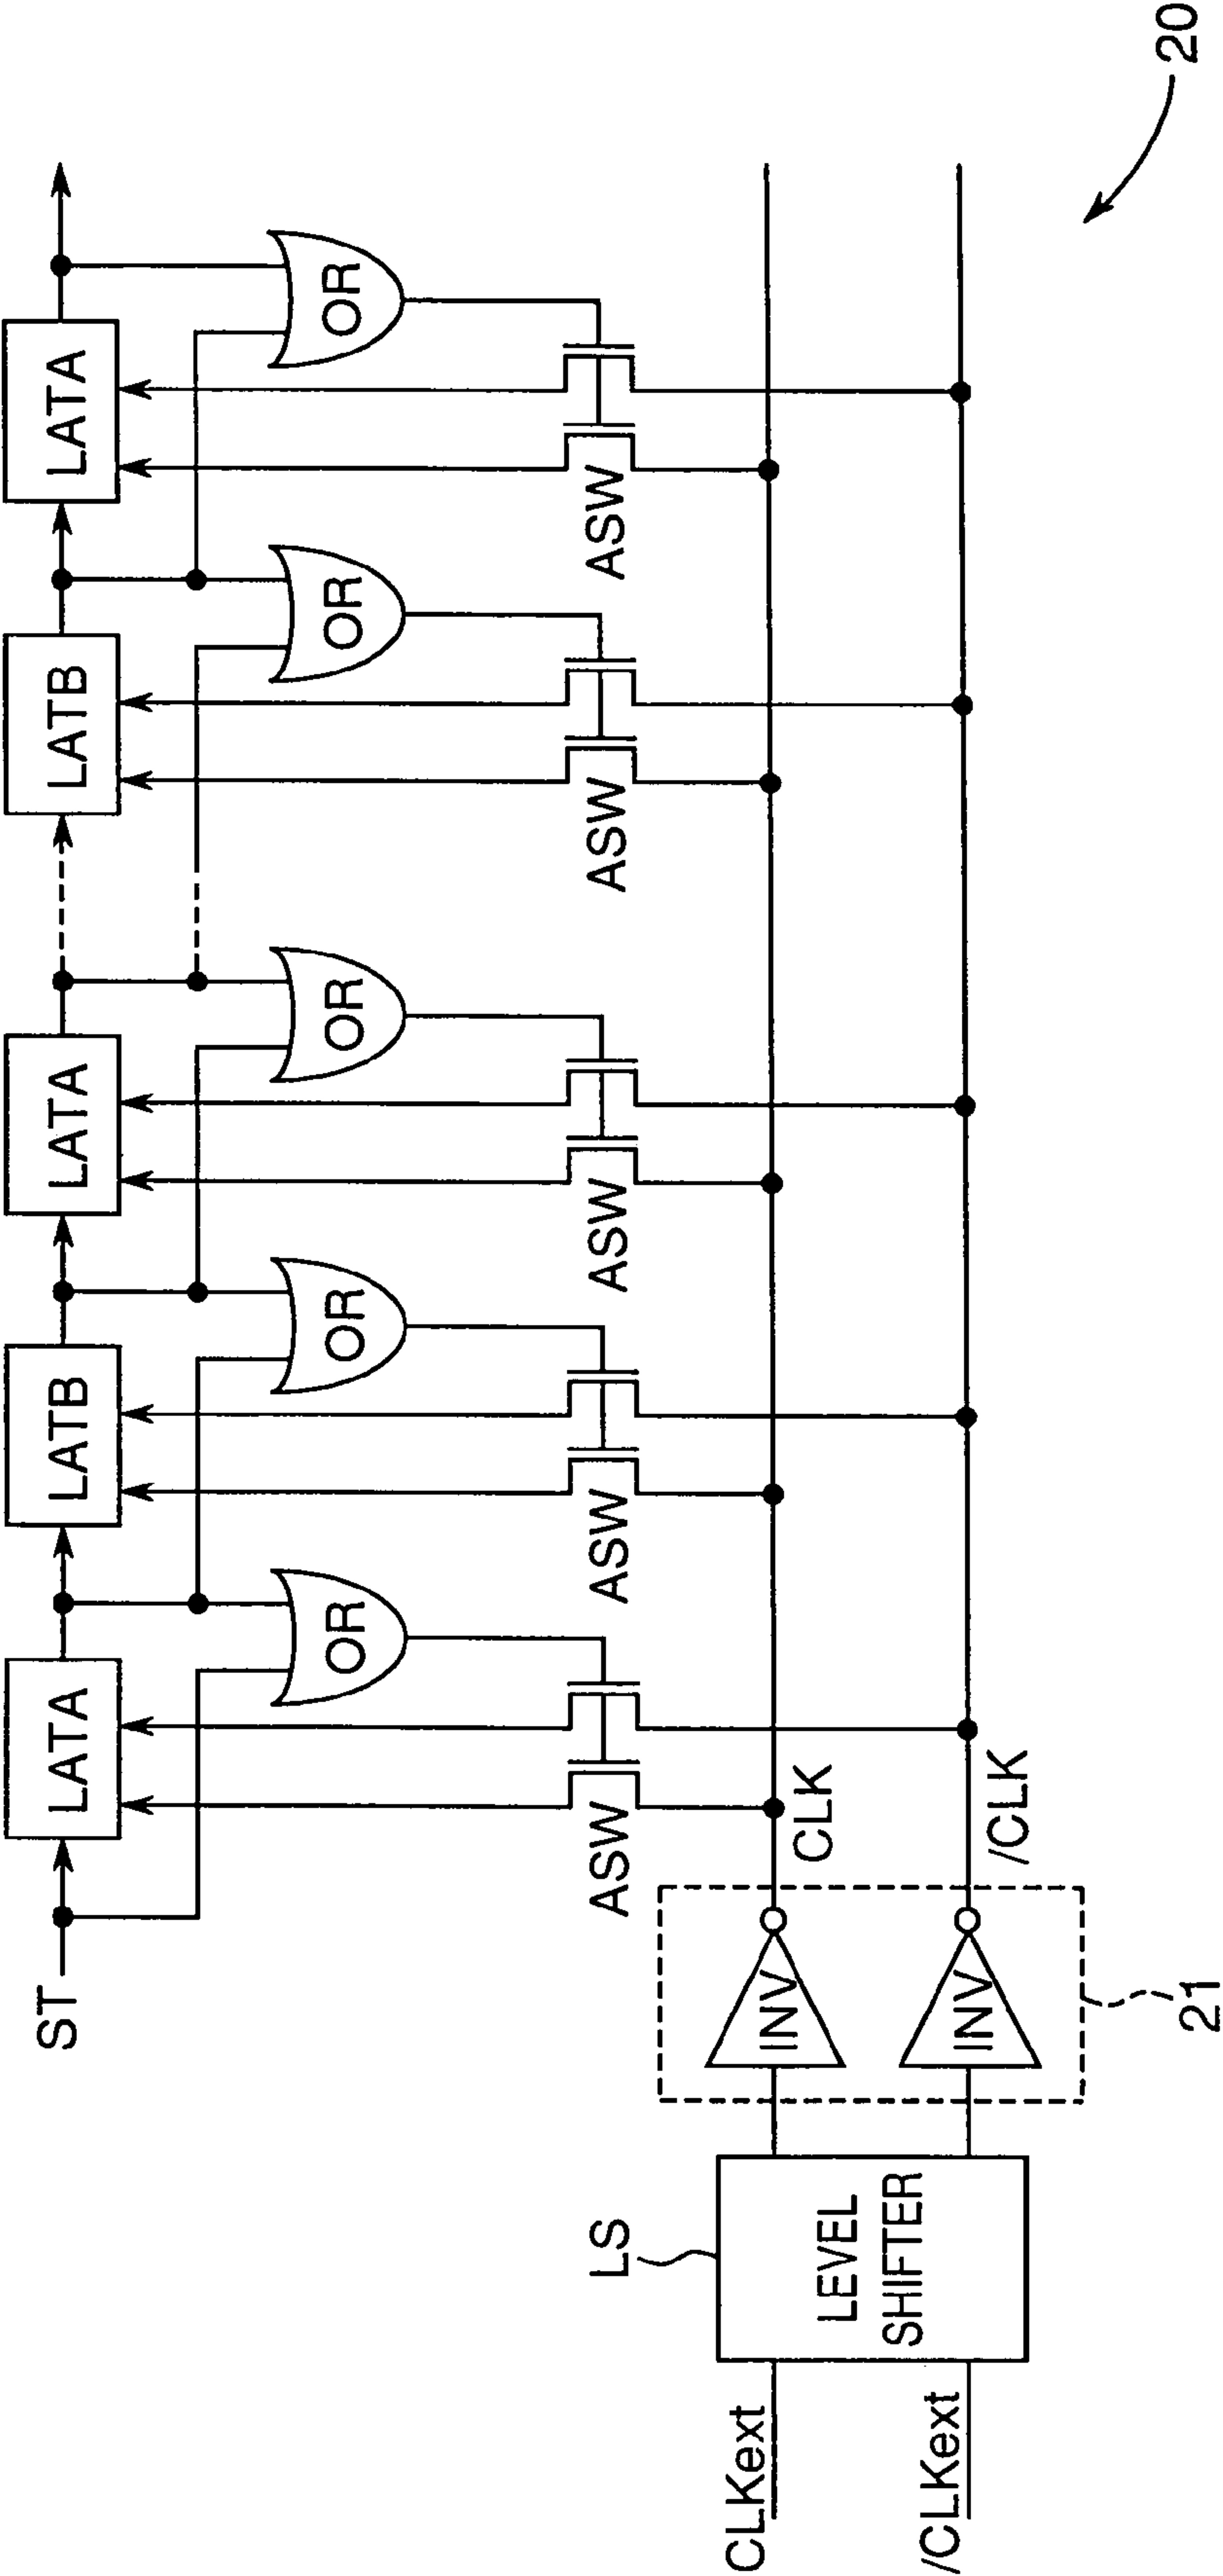 ST
LATA
LATB
LATA
LATB
LATA
OR
OR
OR
OR
OR
ASW
ASW
ASW
ASW
ASW
CLKext
/CLKext
LS
LEVEL
SHIFTER
INV
INV
21
CLK
/CLK
20